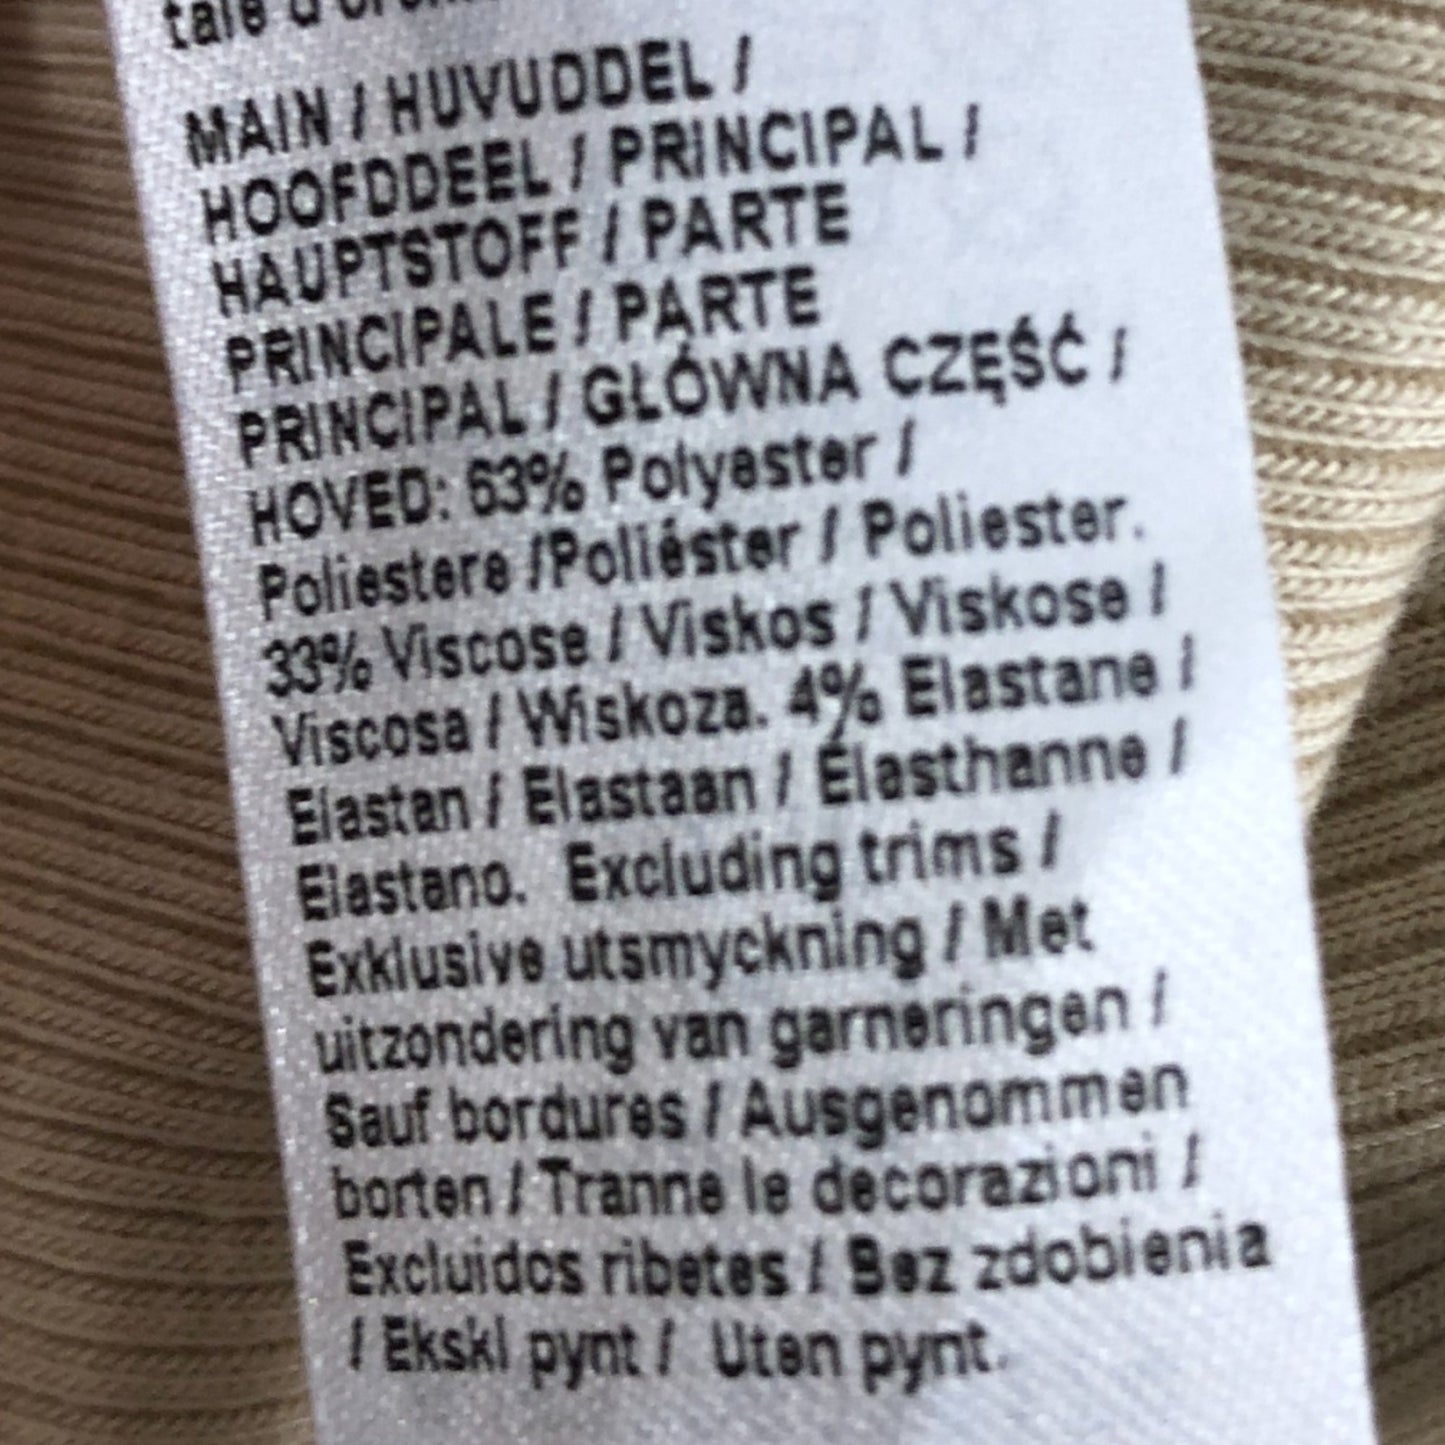 MAIN / HUVUDDEL /
HOOFDDEEL / PRINCIPAL /
HAUPTSTOFF / PARTE
PRINCIPALE / PARTE
PRINCIPAL / GŁÓWNA CZĘŚĆ /
HOVED: 63% Polyester /
Poliestere /Poliéster / Poliester.
33% Viscose / Viskos / Viskose /
Viscosa / Wiskoza. 4% Elastane /
Elastan / Elastaan / Élasthanne /
Elastano. Excluding trims /
Exklusive utsmyckning / Met
uitzondering van garneringen /
Sauf bordures / Ausgenommen
borten / Tranne le decorazioni /
Excluidos ribetes / Bez zdobienia
/ Ekskl pynt / Uten pynt.